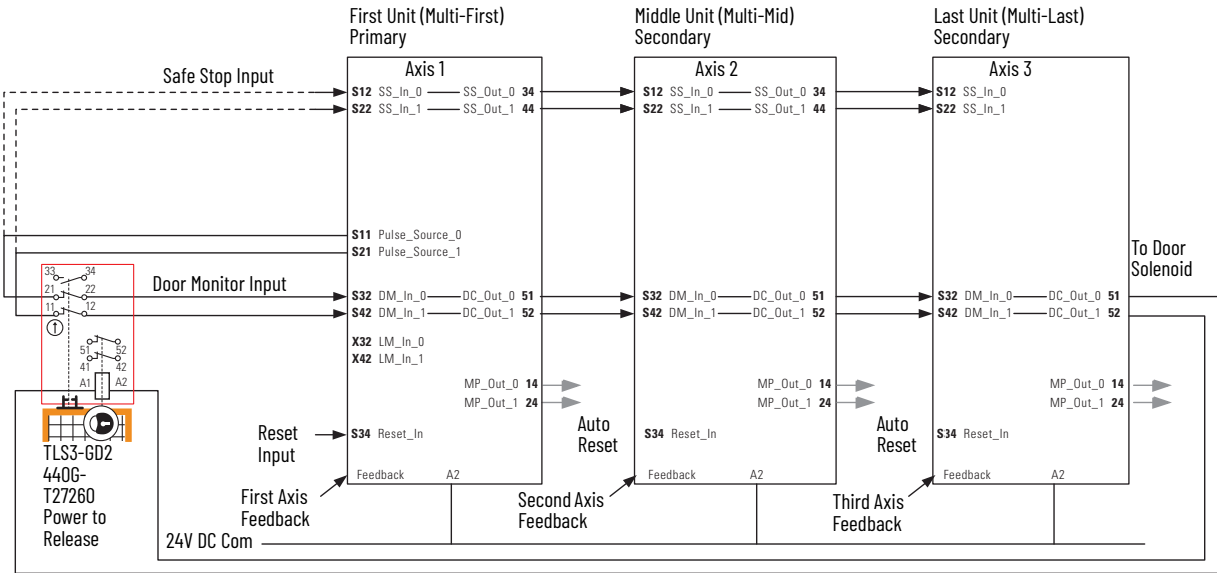 First Unit (Multi-First)
Primary
Middle Unit (Multi-Mid)
Secondary
Last Unit (Multi-Last)
Secondary
Axis 1
Axis 2
Axis 3
Safe Stop Input
S12 SS_In_0 SS_Out_0 34
S22 SS_In_1 SS_Out_1 44
S12 SS_In_0 SS_Out_0 34
S22 SS_In_1 SS_Out_1 44
S12 SS_In_0
S22 SS_In_1
S11 Pulse_Source_0
S21 Pulse_Source_1
To Door
Solenoid
33 34
21 22
11 12
51 52
41 42
A1 A2
Door Monitor Input
S32 DM_In_0 DC_Out_0 51
S42 DM_In_1 DC_Out_1 52
S32 DM_In_0 DC_Out_0 51
S42 DM_In_1 DC_Out_1 52
S32 DM_In_0 DC_Out_0 51
S42 DM_In_1 DC_Out_1 52
X32 LM_In_0
X42 LM_In_1
MP_Out_0 14
MP_Out_1 24
MP_Out_0 14
MP_Out_1 24
MP_Out_0 14
MP_Out_1 24
Reset
Input
S34 Reset_In
Auto
Reset
S34 Reset_In
Auto
Reset
S34 Reset_In
TLS3-GD2
440G-
T27260
Power to
Release
Feedback A2
Feedback A2
Feedback A2
First Axis
Feedback
Second Axis
Feedback
Third Axis
Feedback
24V DC Com